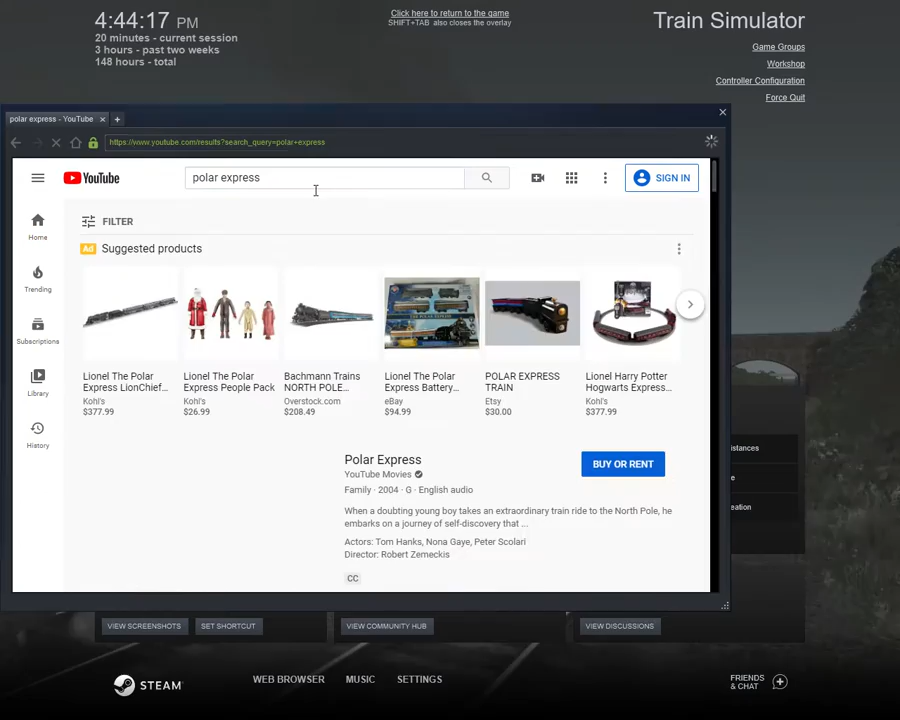 4:44:17 PM
20 minutes - current session
3 hours - past two weeks
148 hours - total
Click here to return to the game
SHIFT+TAB also closes the overlay
Train Simulator
Game Groups
Workshop
Controller Configuration
Force Quit
polar express - YouTube
https://www.youtube.com/results?search_query=polar+express
YouTube
polar express
SIGN IN
Home
Trending
Subscriptions
Library
History
FILTER
Ad Suggested products
Lionel The Polar
Express LionChief...
Kohl's
$377.99
Lionel The Polar
Express People Pack
Kohl's
$26.99
Bachmann Trains
NORTH POLE...
Overstock.com
$208.49
Lionel The Polar
Express Battery...
eBay
$94.99
POLAR EXPRESS
TRAIN
Etsy
$30.00
Lionel Harry Potter
Hogwarts Express...
Kohl's
$377.99
Polar Express
YouTube Movies
Family · 2004 · G · English audio
BUY OR RENT
When a doubting young boy takes an extraordinary train ride to the North Pole, he
embarks on a journey of self-discovery that ...
Actors: Tom Hanks, Nona Gaye, Peter Scolari
Director: Robert Zemeckis
CC
istances
e
eation
VIEW SCREENSHOTS
SET SHORTCUT
VIEW COMMUNITY HUB
VIEW DISCUSSIONS
STEAM
WEB BROWSER
MUSIC
SETTINGS
FRIENDS
& CHAT